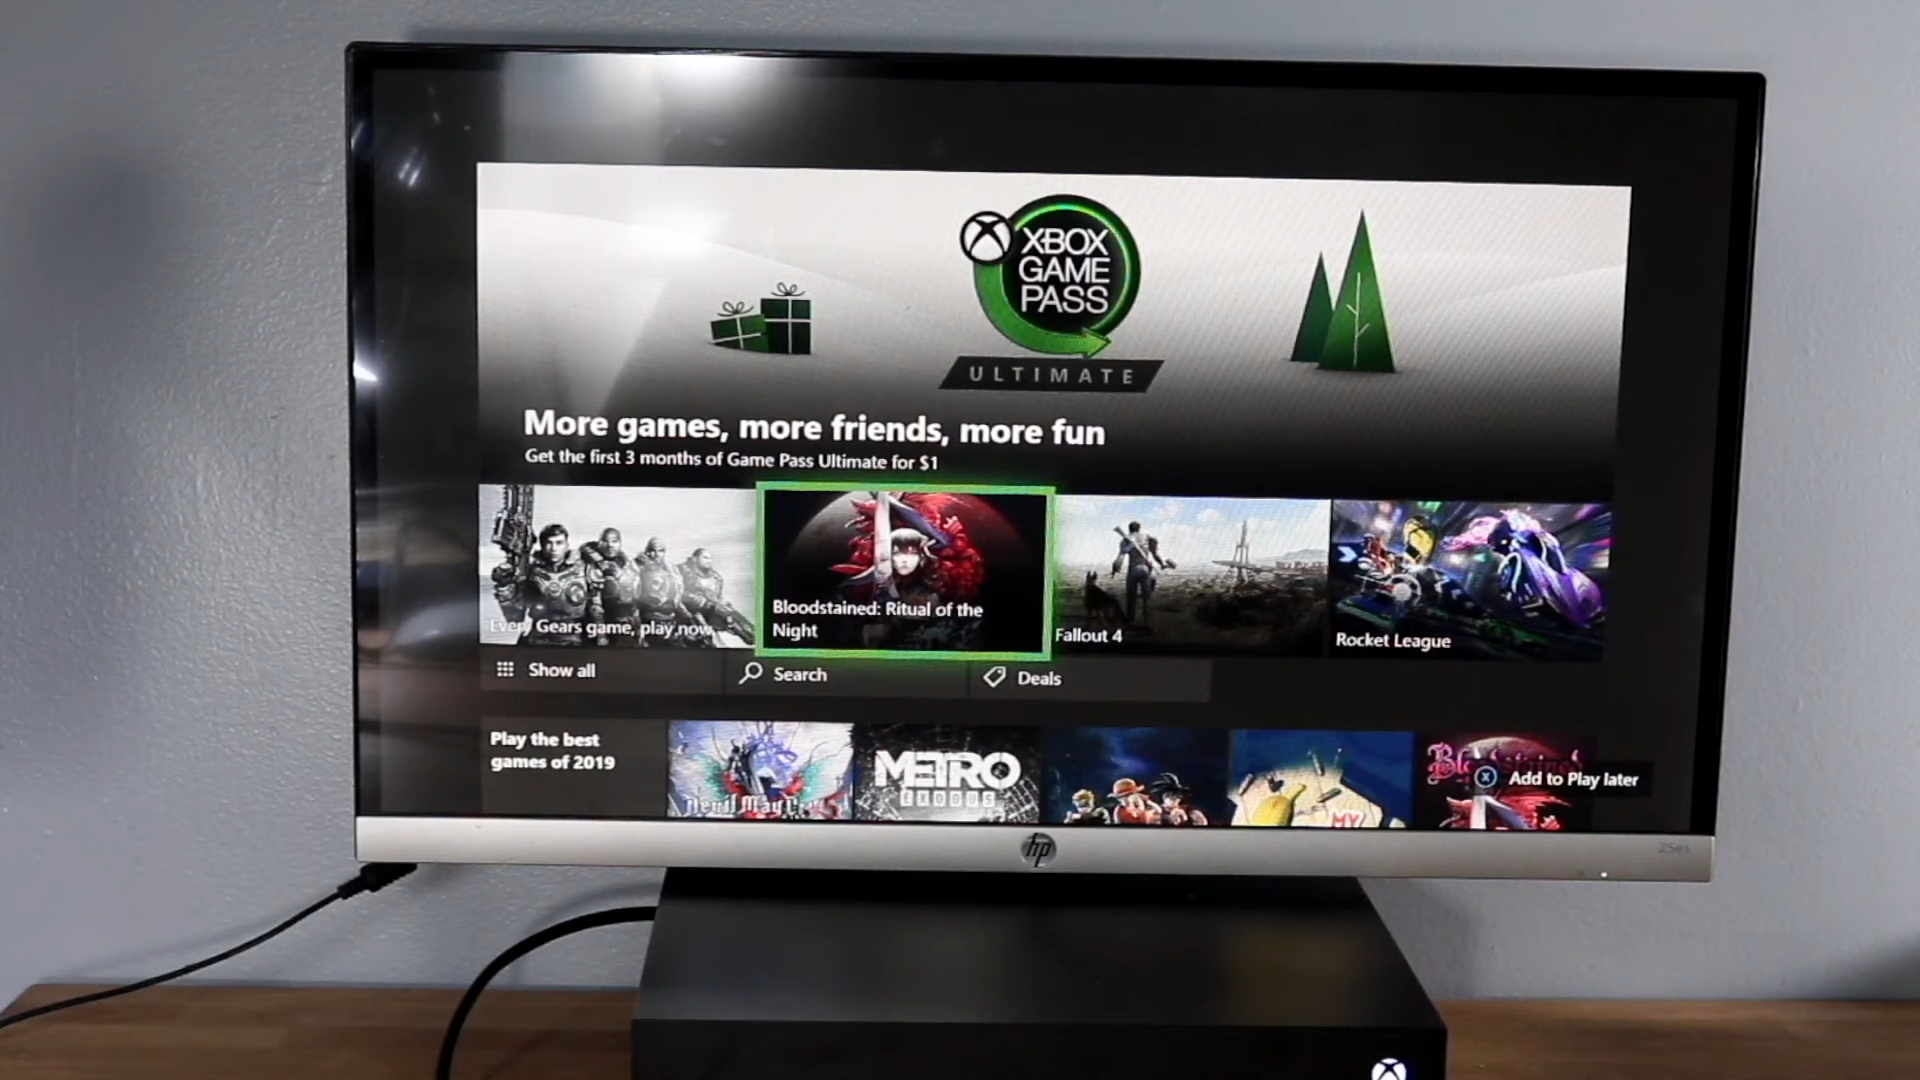 XBOX
GAME
PASS
ULTIMATE
More games, more friends, more fun
Get the first 3 months of Game Pass Ultimate for $1
Every Gears game, play now
Bloodstained: Ritual of the
Night
Fallout 4
Rocket League
Show all
Search
Deals
Play the best
games of 2019
Devil May Cry
METRO
EXODUS
MY
X Add to Play later
hp
25es